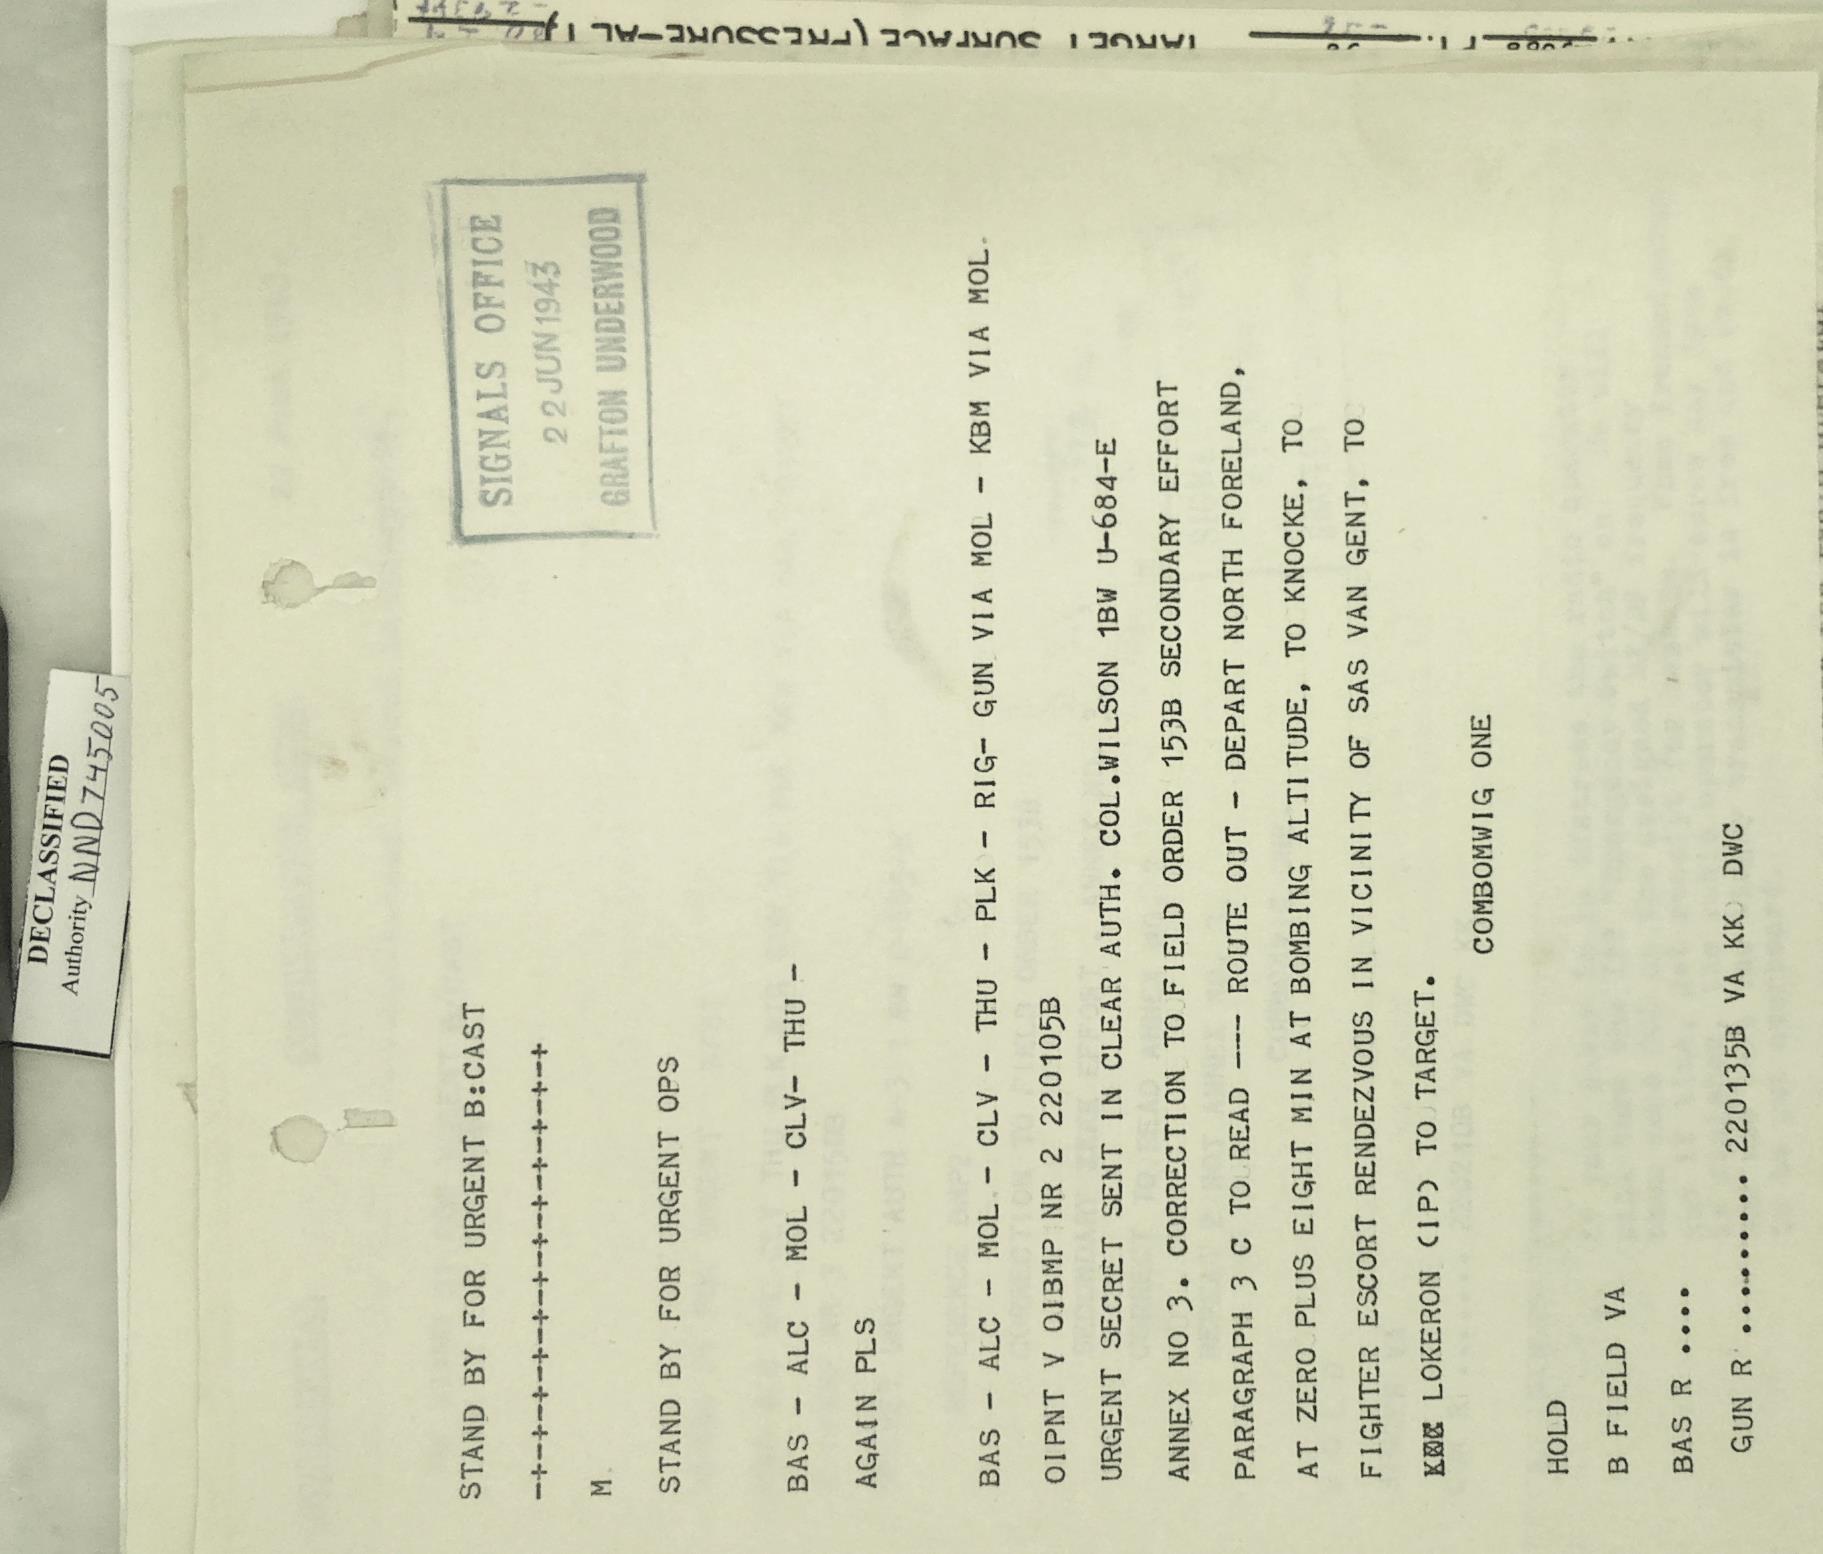 DECLASSIFIED
Authority NND745005
TARGET SURFACE (PRESSURE-ALT)
SIGNALS OFFICE
22 JUN 1943
GRAFTON UNDERWOOD
STAND BY FOR URGENT B:CAST
-+-+-+-+-+-+-+-+-+-+-+-+-+
M
STAND BY FOR URGENT OPS
BAS - ALC - MOL - CLV- THU -
AGAIN PLS
BAS - ALC - MOL - CLV - THU - PLK - RIG- GUN VIA MOL - KBM VIA MOL.
OIPNT V OIBMP NR 2 220105B
URGENT SECRET SENT IN CLEAR AUTH. COL.WILSON 1BW U-684-E
ANNEX NO 3. CORRECTION TO FIELD ORDER 153B SECONDARY EFFORT
PARAGRAPH 3 C TO READ --- ROUTE OUT - DEPART NORTH FORELAND,
AT ZERO PLUS EIGHT MIN AT BOMBING ALTITUDE, TO KNOCKE, TO
FIGHTER ESCORT RENDEZVOUS IN VICINITY OF SAS VAN GENT, TO
LOKERON (IP) TO TARGET.
COMBOMWIG ONE
HOLD
B FIELD VA
BAS R ....
GUN R .......... 220135B VA KK DWC